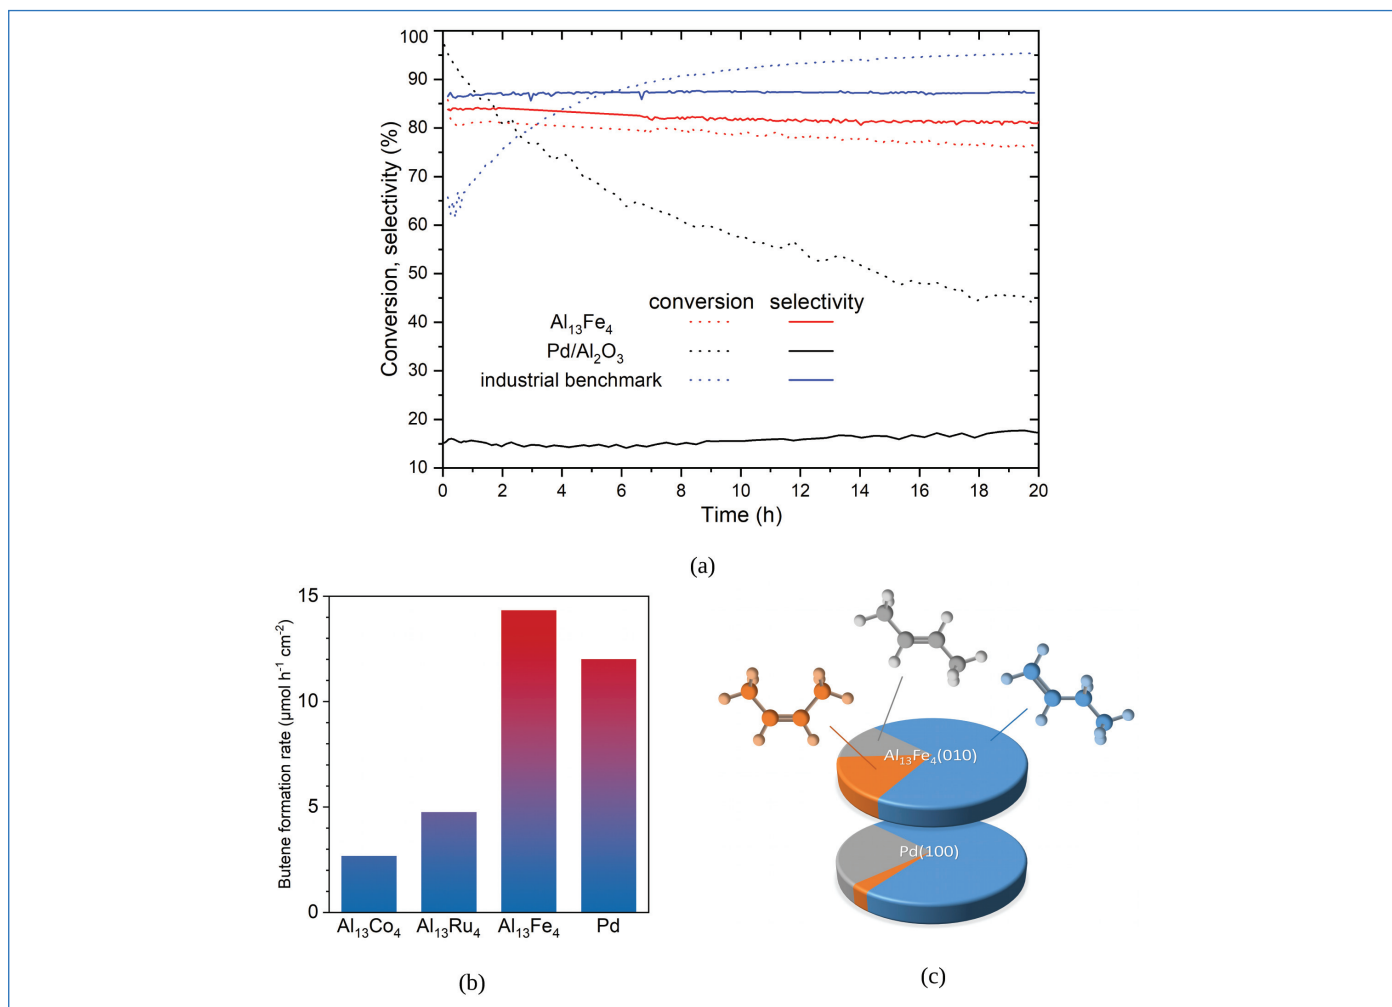 100
90
80
70
60
50
40
30
20
10
Conversion, selectivity (%)
conversion selectivity
Al₁₃Fe₄
Pd/Al₂O₃
industrial benchmark
0 2 4 6 8 10 12 14 16 18 20
Time (h)
(a)
15
10
5
0
Butene formation rate (μmol h⁻¹ cm⁻²)
Al₁₃Co₄ Al₁₃Ru₄ Al₁₃Fe₄ Pd
(b)
Al₁₃Fe₄(010)
Pd(100)
(c)